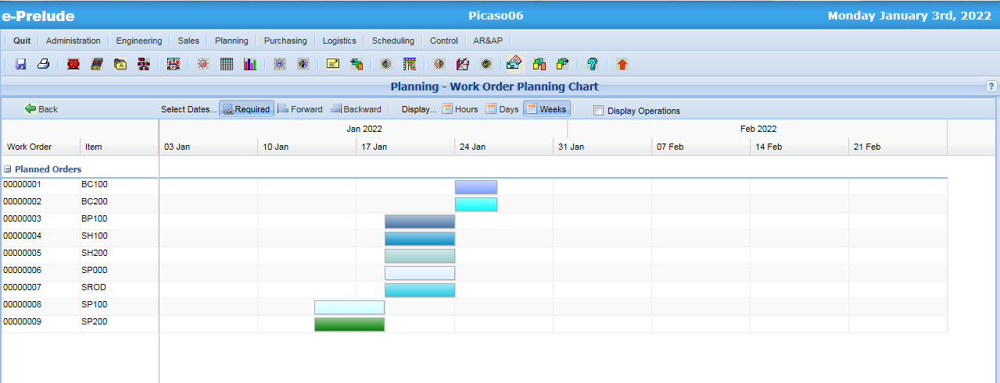 e-Prelude Picaso06 Monday January 3rd, 2022
Quit Administration Engineering Sales Planning Purchasing Logistics Scheduling Control AR&AP
Planning - Work Order Planning Chart ?
Back Select Dates... Required Forward Backward Display... Hours Days Weeks Display Operations
Jan 2022 Feb 2022
Work Order Item 03 Jan 10 Jan 17 Jan 24 Jan 31 Jan 07 Feb 14 Feb 21 Feb
Planned Orders
00000001 BC100
00000002 BC200
00000003 BP100
00000004 SH100
00000005 SH200
00000006 SP000
00000007 SROD
00000008 SP100
00000009 SP200